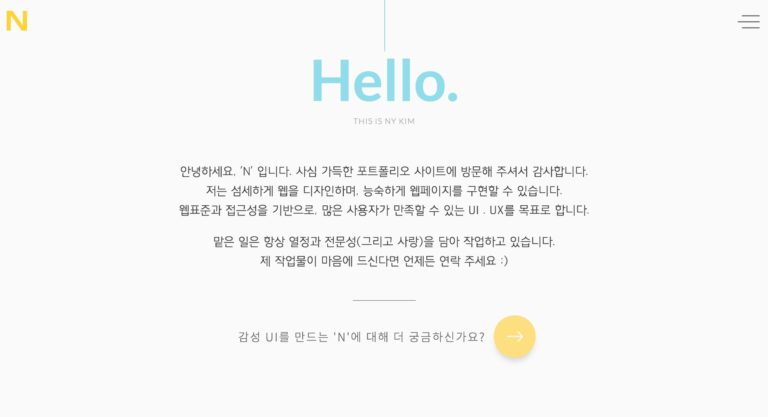 N
Hello.
THIS IS NY KIM
안녕하세요, 'N' 입니다. 사심 가득한 포트폴리오 사이트에 방문해 주셔서 감사합니다.
저는 섬세하게 웹을 디자인하며, 능숙하게 웹페이지를 구현할 수 있습니다.
웹표준과 접근성을 기반으로, 많은 사용자가 만족할 수 있는 UI . UX를 목표로 합니다.
맡은 일은 항상 열정과 전문성(그리고 사랑)을 담아 작업하고 있습니다.
제 작업물이 마음에 드신다면 언제든 연락 주세요 :)
감성 UI를 만드는 'N'에 대해 더 궁금하신가요?